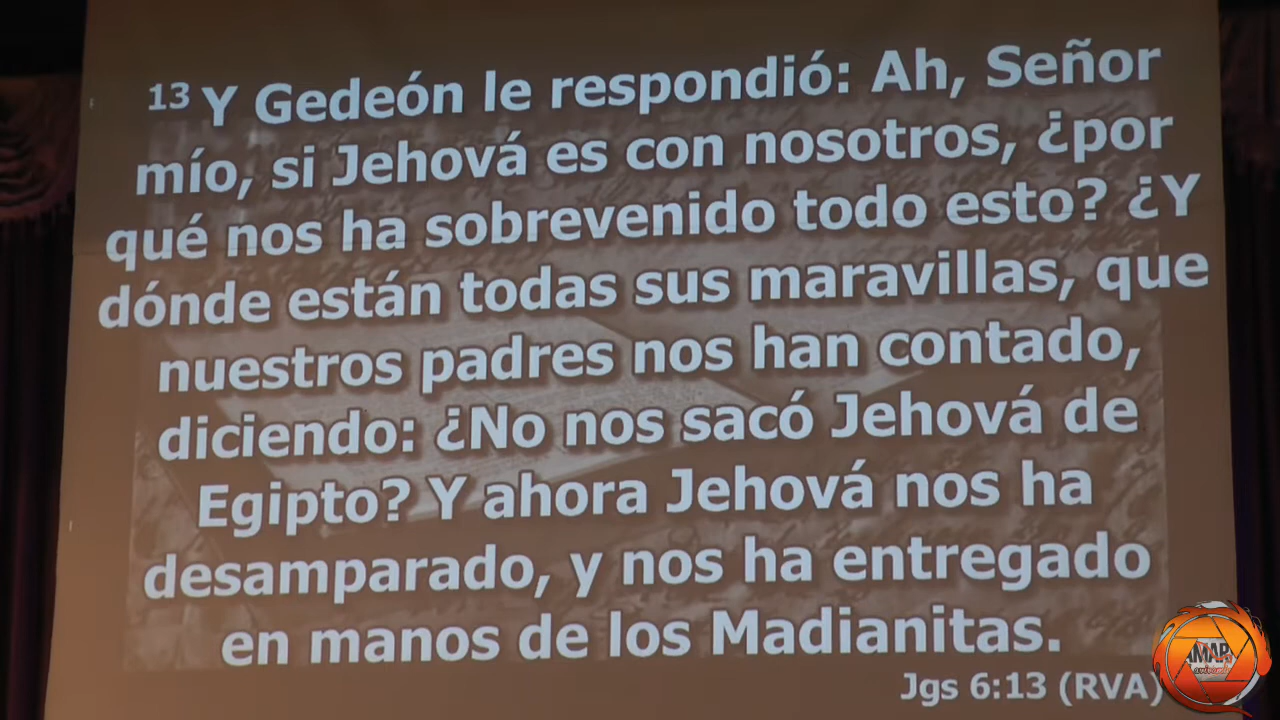 13 Y Gedeón le respondió: Ah, Señor
mío, si Jehová es con nosotros, ¿por
qué nos ha sobrevenido todo esto? ¿Y
dónde están todas sus maravillas, que
nuestros padres nos han contado,
diciendo: ¿No nos sacó Jehová de
Egipto? Y ahora Jehová nos ha
desamparado, y nos ha entregado
en manos de los Madianitas.
Jgs 6:13 (RVA)